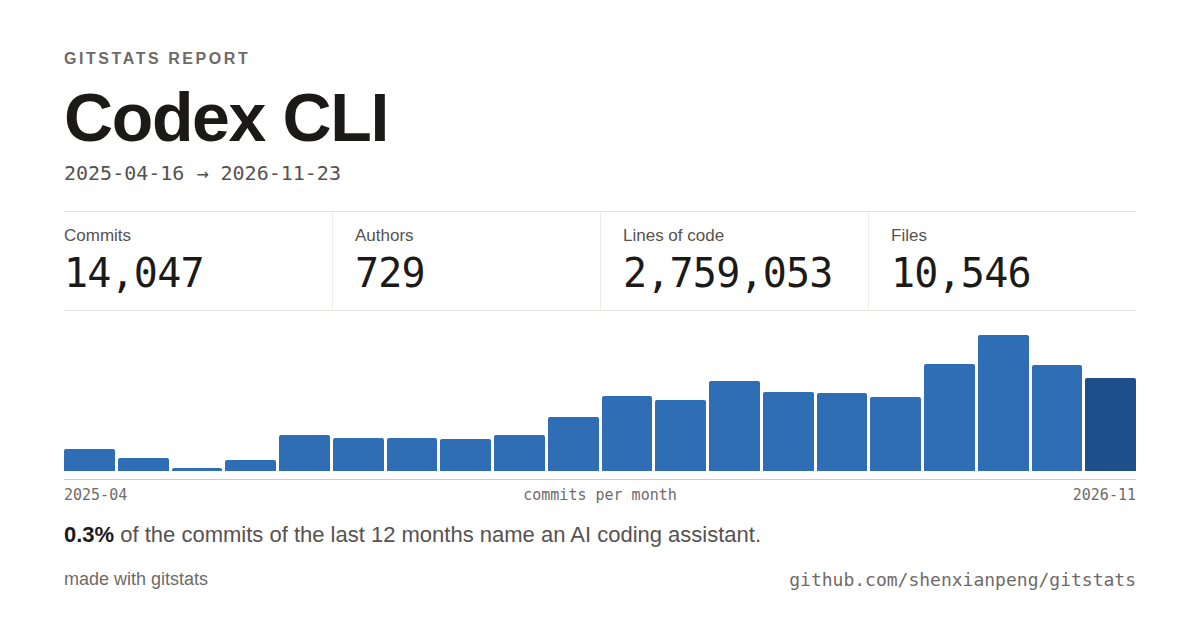 GITSTATS REPORT
Codex CLI
2025-04-16 → 2026-11-23
Commits
14,047
Authors
729
Lines of code
2,759,053
Files
10,546
2025-04
commits per month
2026-11
0.3% of the commits of the last 12 months name an AI coding assistant.
made with gitstats
github.com/shenxianpeng/gitstats